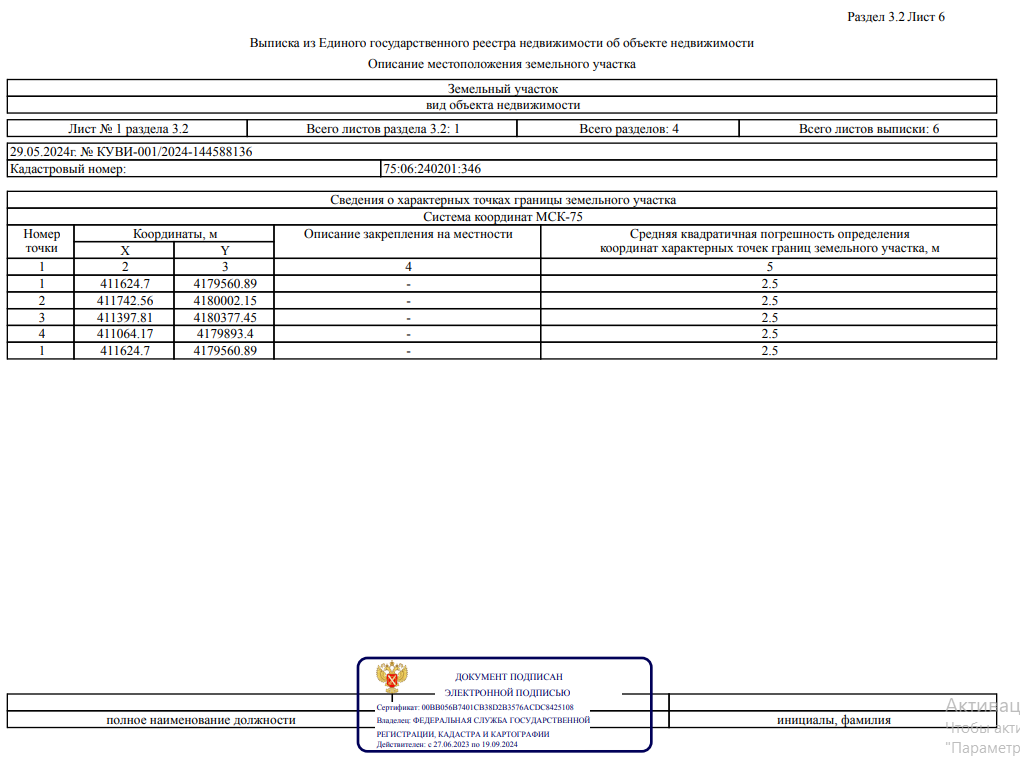 Раздел 3.2 Лист 6
Выписка из Единого государственного реестра недвижимости об объекте недвижимости
Описание местоположения земельного участка
Земельный участок
вид объекта недвижимости
Лист № 1 раздела 3.2 Всего листов раздела 3.2: 1 Всего разделов: 4 Всего листов выписки: 6
29.05.2024г. № КУВИ-001/2024-144588136
Кадастровый номер: 75:06:240201:346
Сведения о характерных точках границы земельного участка
Система координат МСК-75
Номер точки Координаты, м Описание закрепления на местности Средняя квадратичная погрешность определения координат характерных точек границ земельного участка, м
X Y
1 2 3 4 5
1 411624.7 4179560.89 - 2.5
2 411742.56 4180002.15 - 2.5
3 411397.81 4180377.45 - 2.5
4 411064.17 4179893.4 - 2.5
1 411624.7 4179560.89 - 2.5
ДОКУМЕНТ ПОДПИСАН
ЭЛЕКТРОННОЙ ПОДПИСЬЮ
Сертификат: 00BB056B7401CB38D2B3576ACDC8425108
Владелец: ФЕДЕРАЛЬНАЯ СЛУЖБА ГОСУДАРСТВЕННОЙ
РЕГИСТРАЦИИ, КАДАСТРА И КАРТОГРАФИИ
Действителен: с 27.06.2023 по 19.09.2024
полное наименование должности инициалы, фамилия
Активац
Чтобы акти
"Параметр